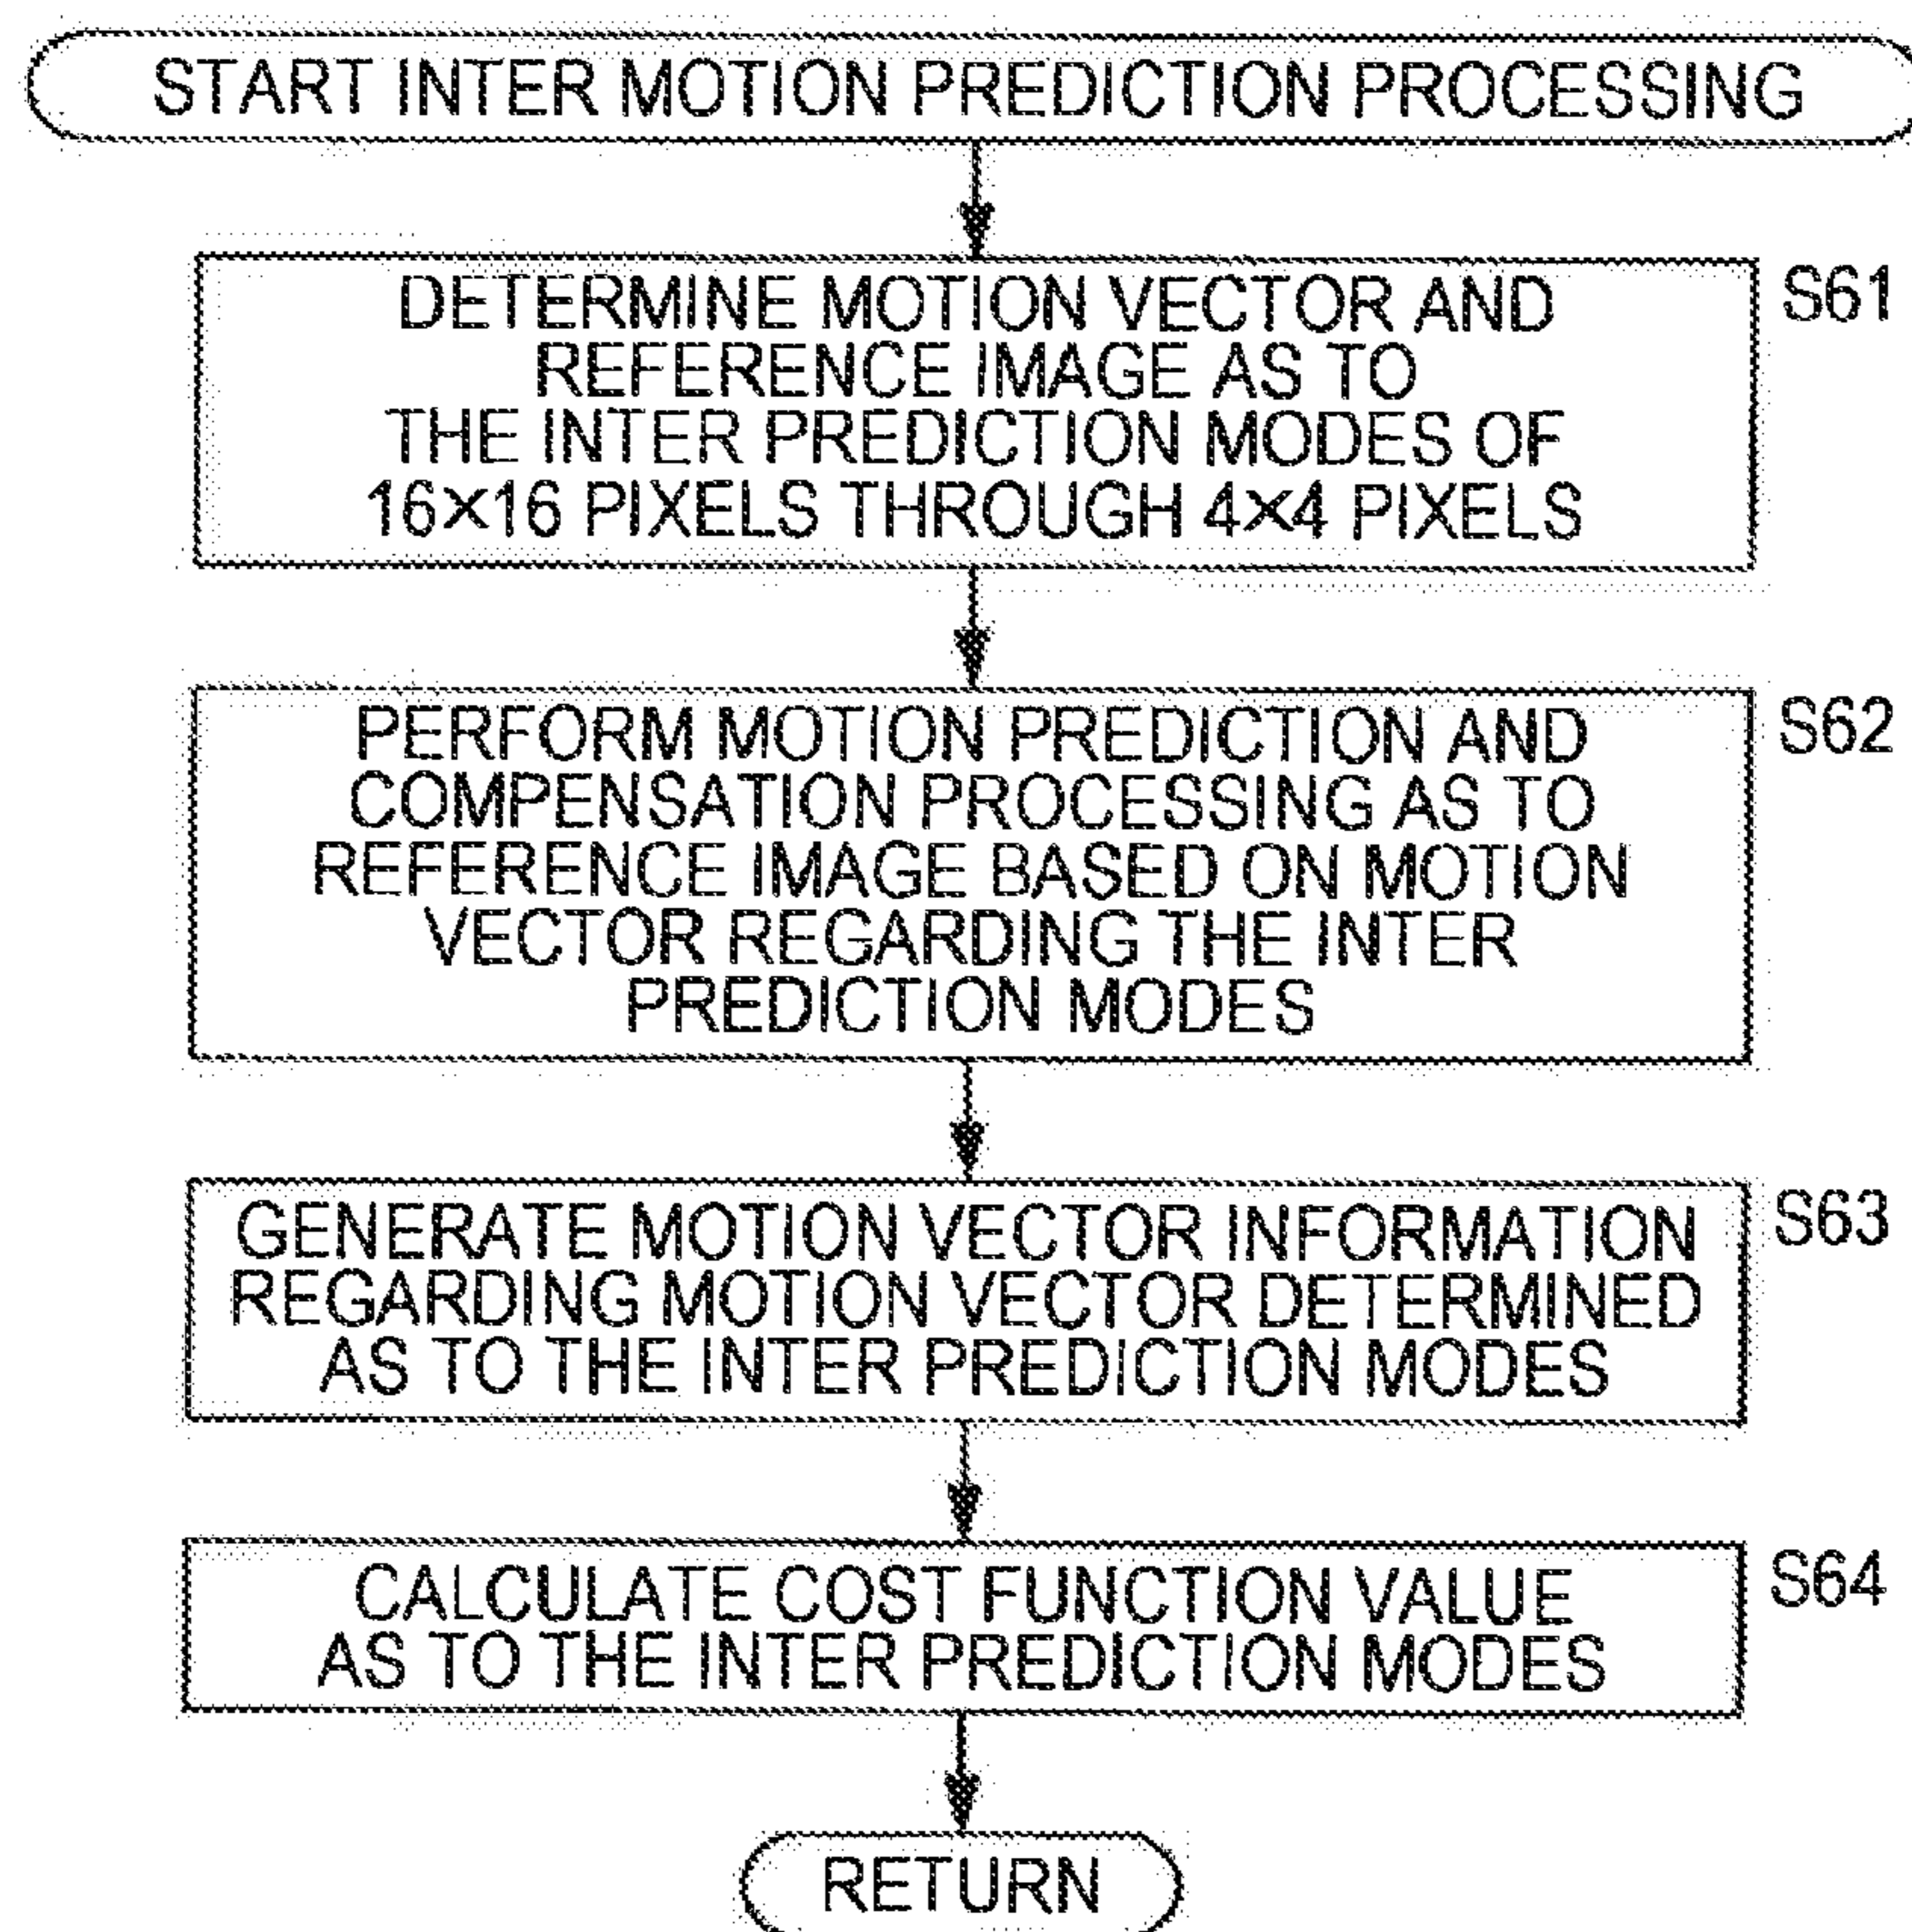 START INTER MOTION PREDICTION PROCESSING
DETERMINE MOTION VECTOR AND
REFERENCE IMAGE AS TO
THE INTER PREDICTION MODES OF
16×16 PIXELS THROUGH 4×4 PIXELS
S61
PERFORM MOTION PREDICTION AND
COMPENSATION PROCESSING AS TO
REFERENCE IMAGE BASED ON MOTION
VECTOR REGARDING THE INTER
PREDICTION MODES
S62
GENERATE MOTION VECTOR INFORMATION
REGARDING MOTION VECTOR DETERMINED
AS TO THE INTER PREDICTION MODES
S63
CALCULATE COST FUNCTION VALUE
AS TO THE INTER PREDICTION MODES
S64
RETURN